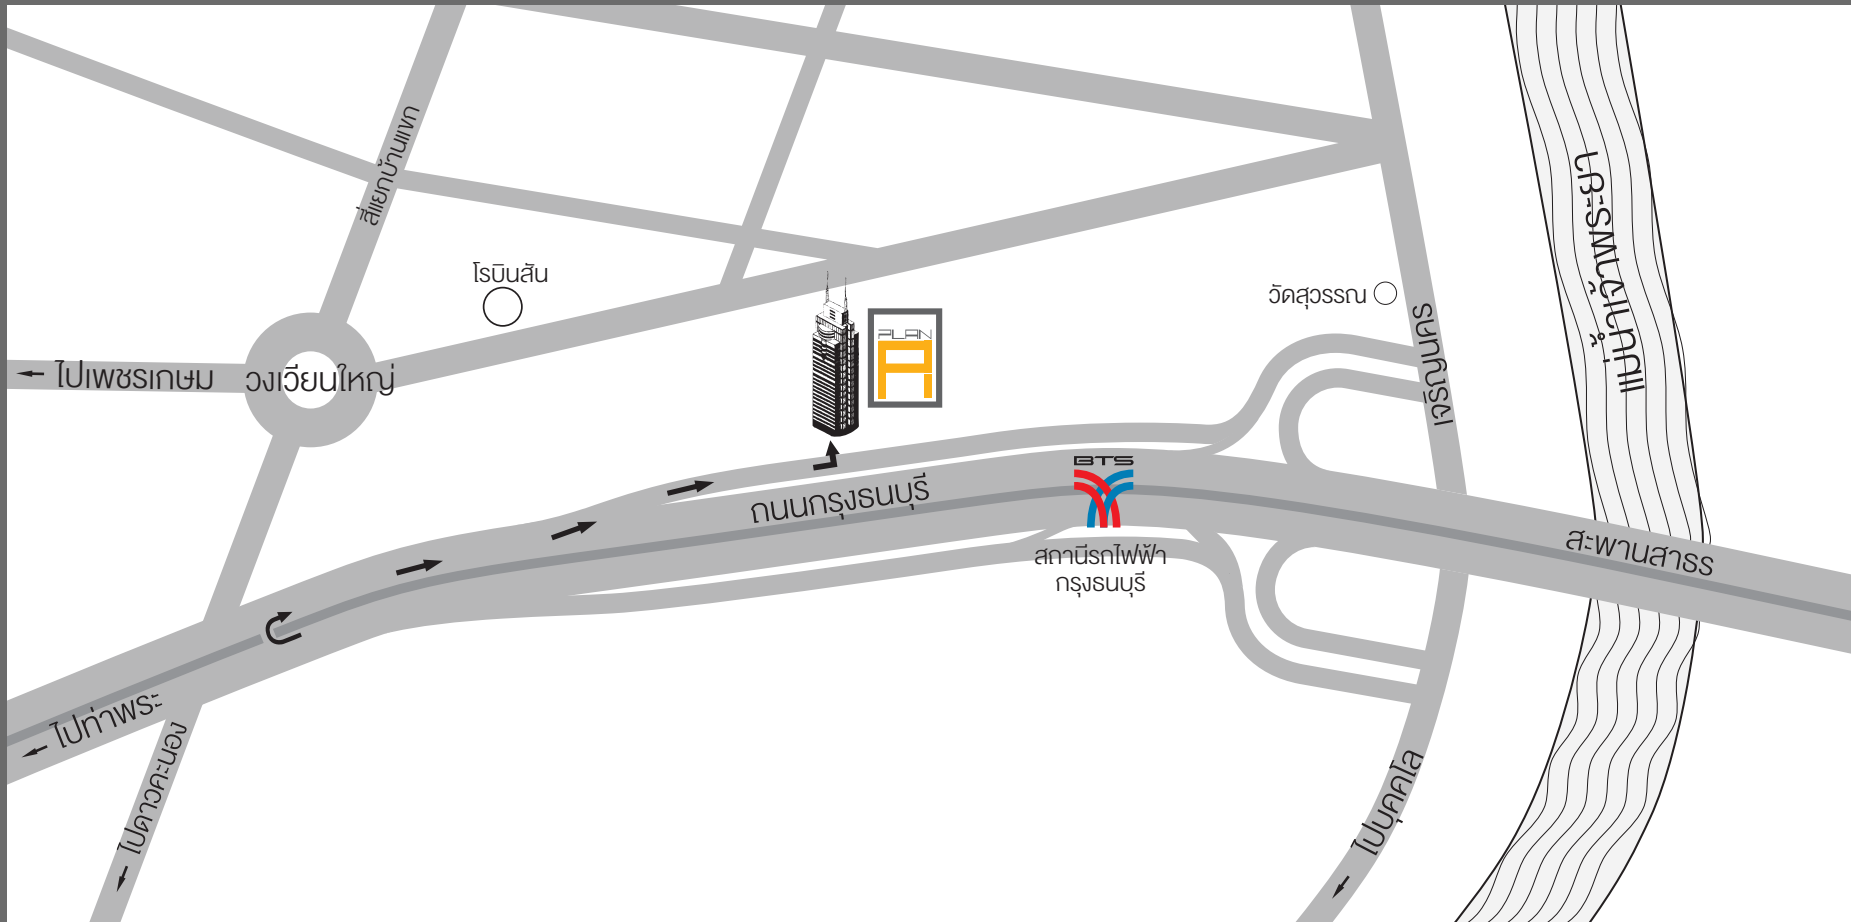 สี่แยกบ้านแขก
แม่น้ำเจ้าพระยา
โรบินสัน
วัดสุวรรณ
เจริญนคร
PLAN
A
ไปเพชรเกษม
วงเวียนใหญ่
BTS
ถนนกรุงธนบุรี
สถานีรถไฟฟ้า
กรุงธนบุรี
สะพานสาธร
ไปท่าพระ
ไปดาวคะนอง
ไปบุคคโล